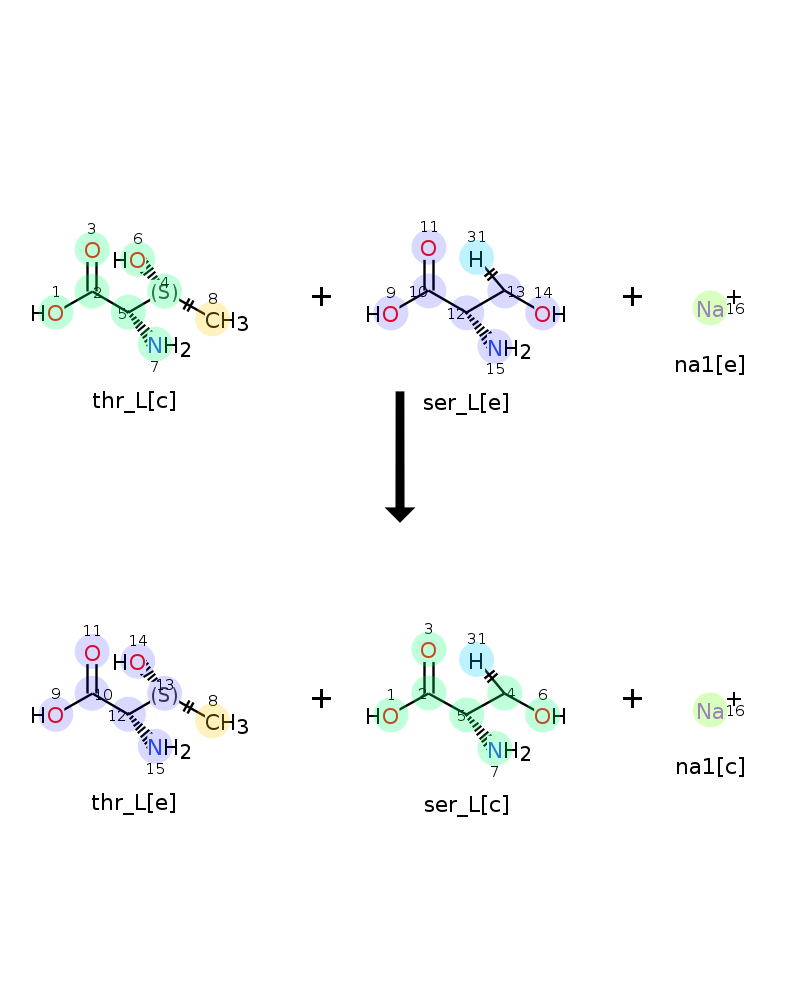 3 6 11 31
O HO O H
1 2 4 8 9 10 13 14 16
HO (S) CH3 HO OH Na+
5 12
NH2 NH2
7 15
thr_L[c] + ser_L[e] + na1[e]
11 14 3 31
O HO O H
9 10 13 8 1 2 4 6 16
HO (S) CH3 HO OH Na+
12 5
NH2 NH2
15 7
thr_L[e] + ser_L[c] + na1[c]